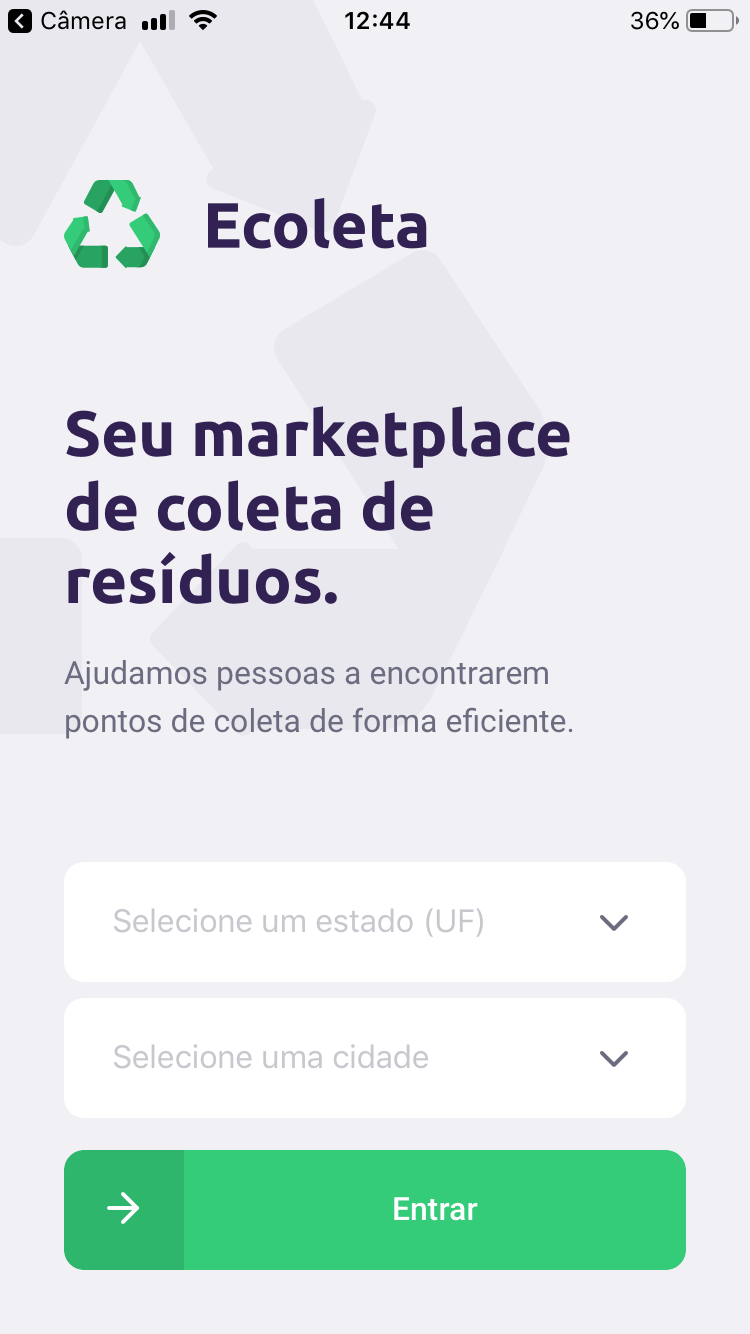 Câmera 12:44 36%
Ecoleta
Seu marketplace
de coleta de
resíduos.
Ajudamos pessoas a encontrarem
pontos de coleta de forma eficiente.
Selecione um estado (UF)
Selecione uma cidade
Entrar